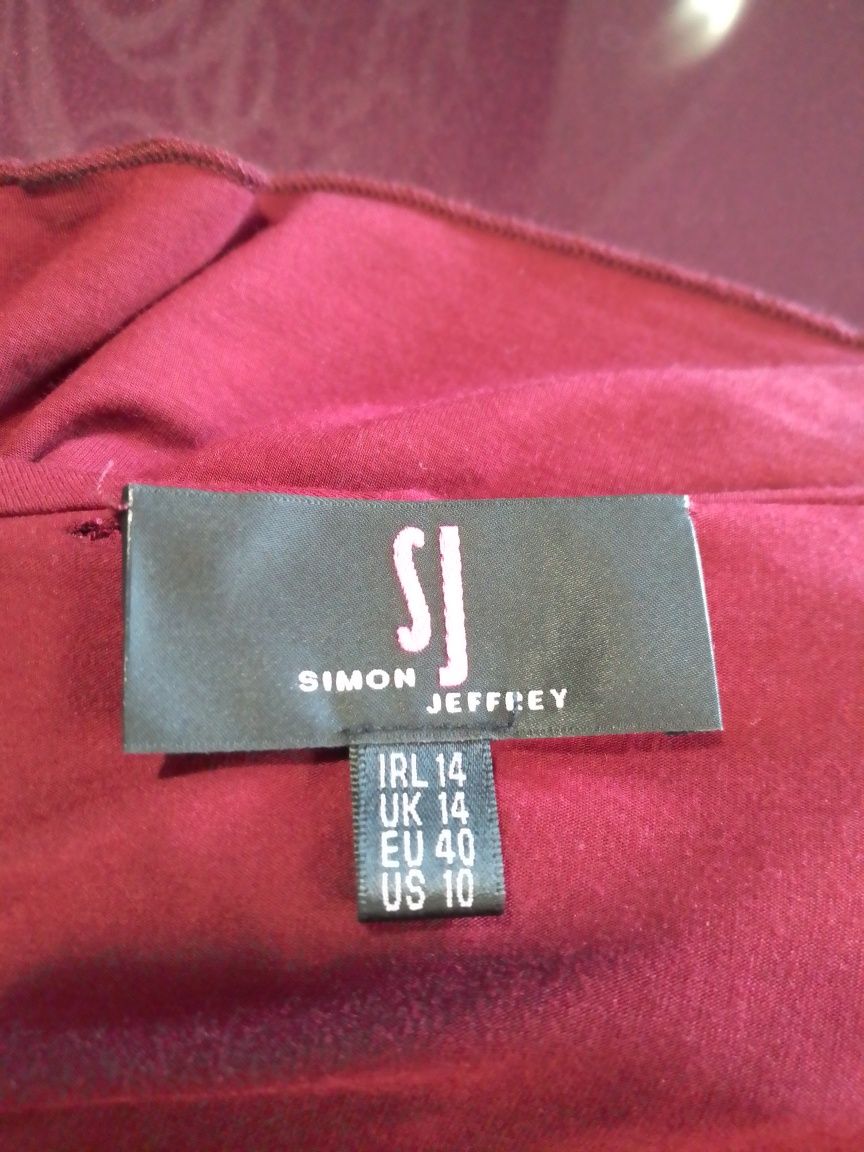 SJ
SIMON
JEFFREY
IRL 14
UK 14
EU 40
US 10